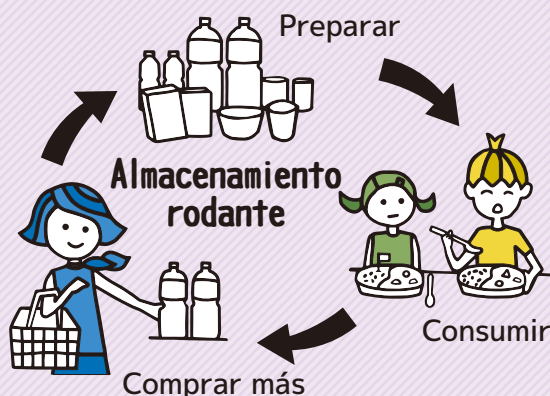 Preparar
Almacenamiento
rodante
Consumir
Comprar más